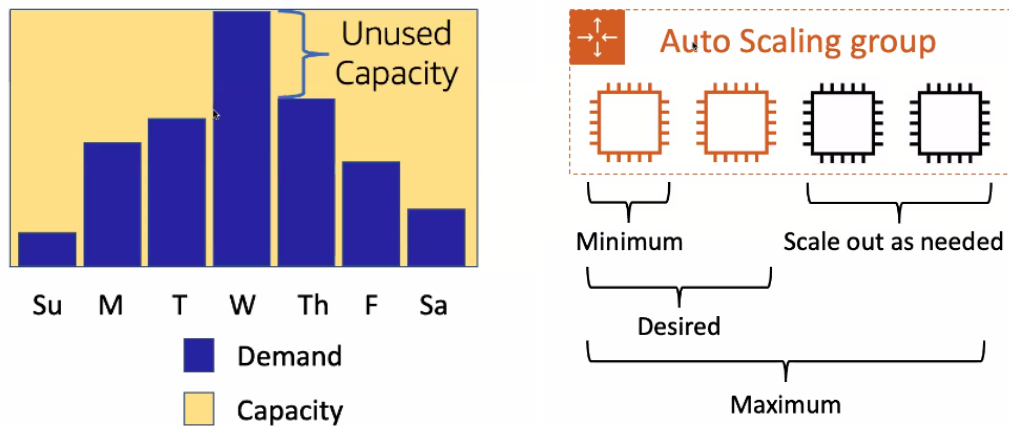 Unused
Capacity
Su M T W Th F Sa
Demand
Capacity
Auto Scaling group
Minimum
Scale out as needed
Desired
Maximum